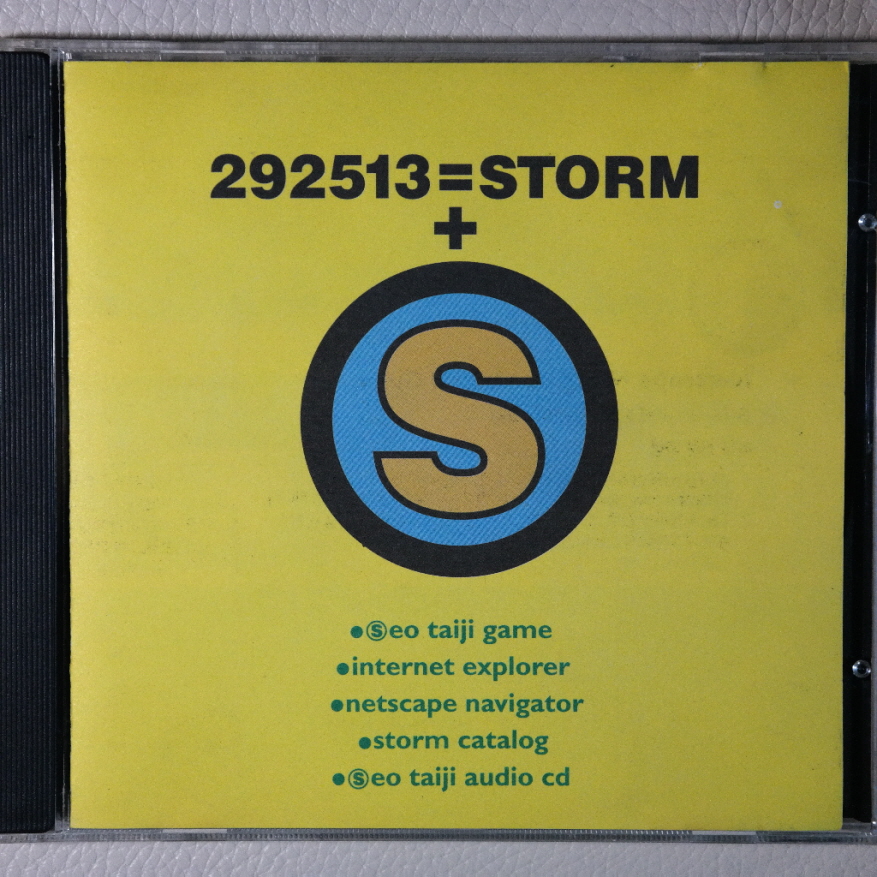 292513=STORM
+
S
•Ⓢeo taiji game
•internet explorer
•netscape navigator
•storm catalog
•Ⓢeo taiji audio cd